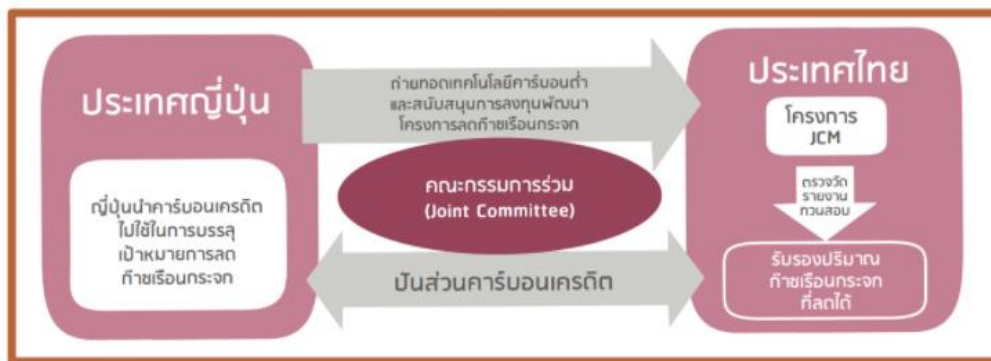 ประเทศญี่ปุ่น
ญี่ปุ่นนำคาร์บอนเครดิต
ไปใช้ในการบรรลุ
เป้าหมายการลด
ก๊าซเรือนกระจก
ถ่ายทอดเทคโนโลยีคาร์บอนต่ำ
และสนับสนุนการลงทุนพัฒนา
โครงการลดก๊าซเรือนกระจก
คณะกรรมการร่วม
(Joint Committee)
ปันส่วนคาร์บอนเครดิต
ประเทศไทย
โครงการ
JCM
ตรวจวัด
รายงาน
ทวนสอบ
รับรองปริมาณ
ก๊าซเรือนกระจก
ที่ลดได้